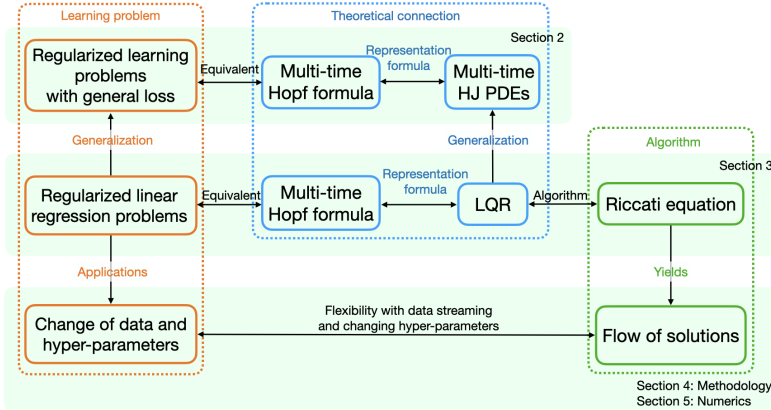 Learning problem
Theoretical connection
Section 2
Regularized learning
problems
with general loss
Equivalent
Multi-time
Hopf formula
Representation
formula
Multi-time
HJ PDEs
Generalization
Generalization
Algorithm
Section 3
Regularized linear
regression problems
Equivalent
Multi-time
Hopf formula
Representation
formula
LQR
Algorithm
Riccati equation
Applications
Yields
Change of data and
hyper-parameters
Flexibility with data streaming
and changing hyper-parameters
Flow of solutions
Section 4: Methodology
Section 5: Numerics